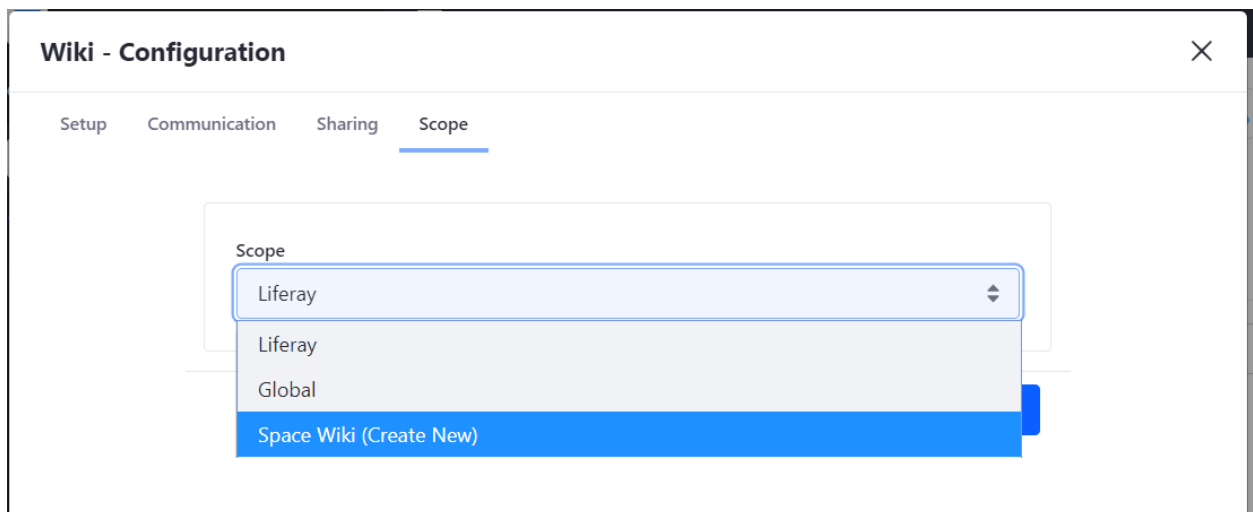 Wiki - Configuration
Setup Communication Sharing Scope
Scope
Liferay
Liferay
Global
Space Wiki (Create New)